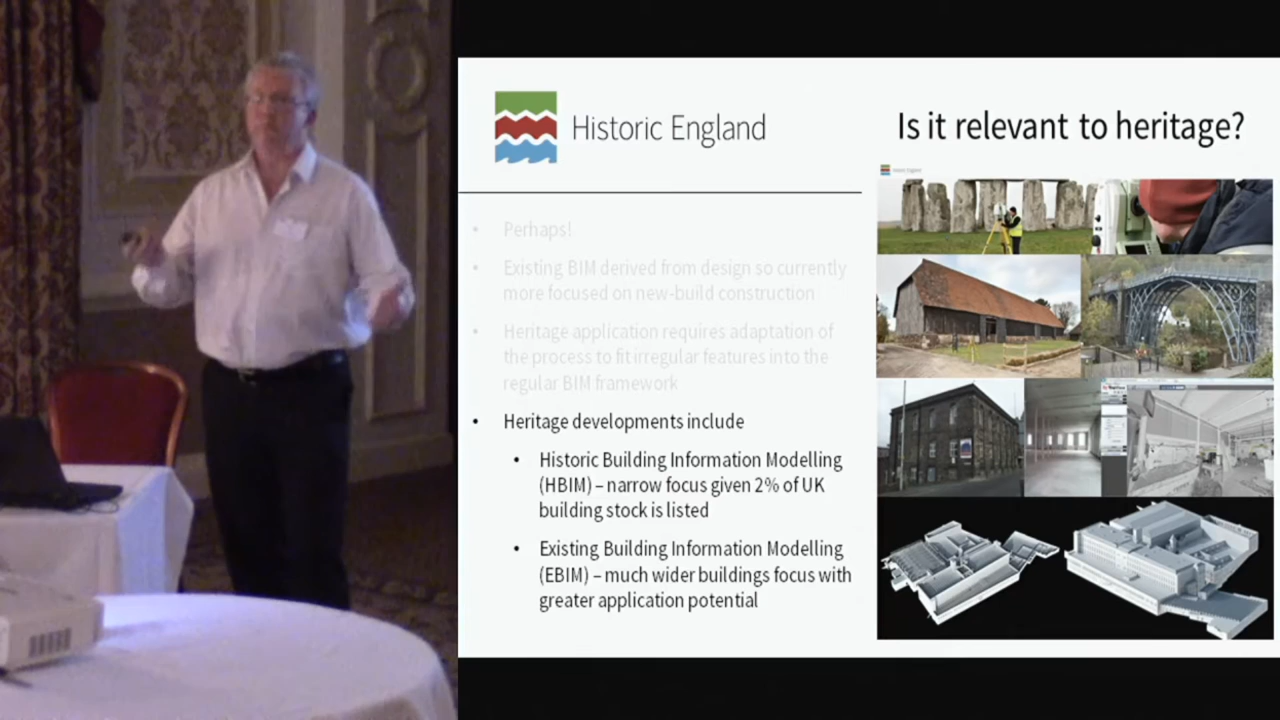 Historic England
Is it relevant to heritage?
• Perhaps!
• Existing BIM derived from design so currently
more focused on new-build construction
• Heritage application requires adaptation of
the process to fit irregular features into the
regular BIM framework
• Heritage developments include
• Historic Building Information Modelling
(HBIM) – narrow focus given 2% of UK
building stock is listed
• Existing Building Information Modelling
(EBIM) – much wider buildings focus with
greater application potential